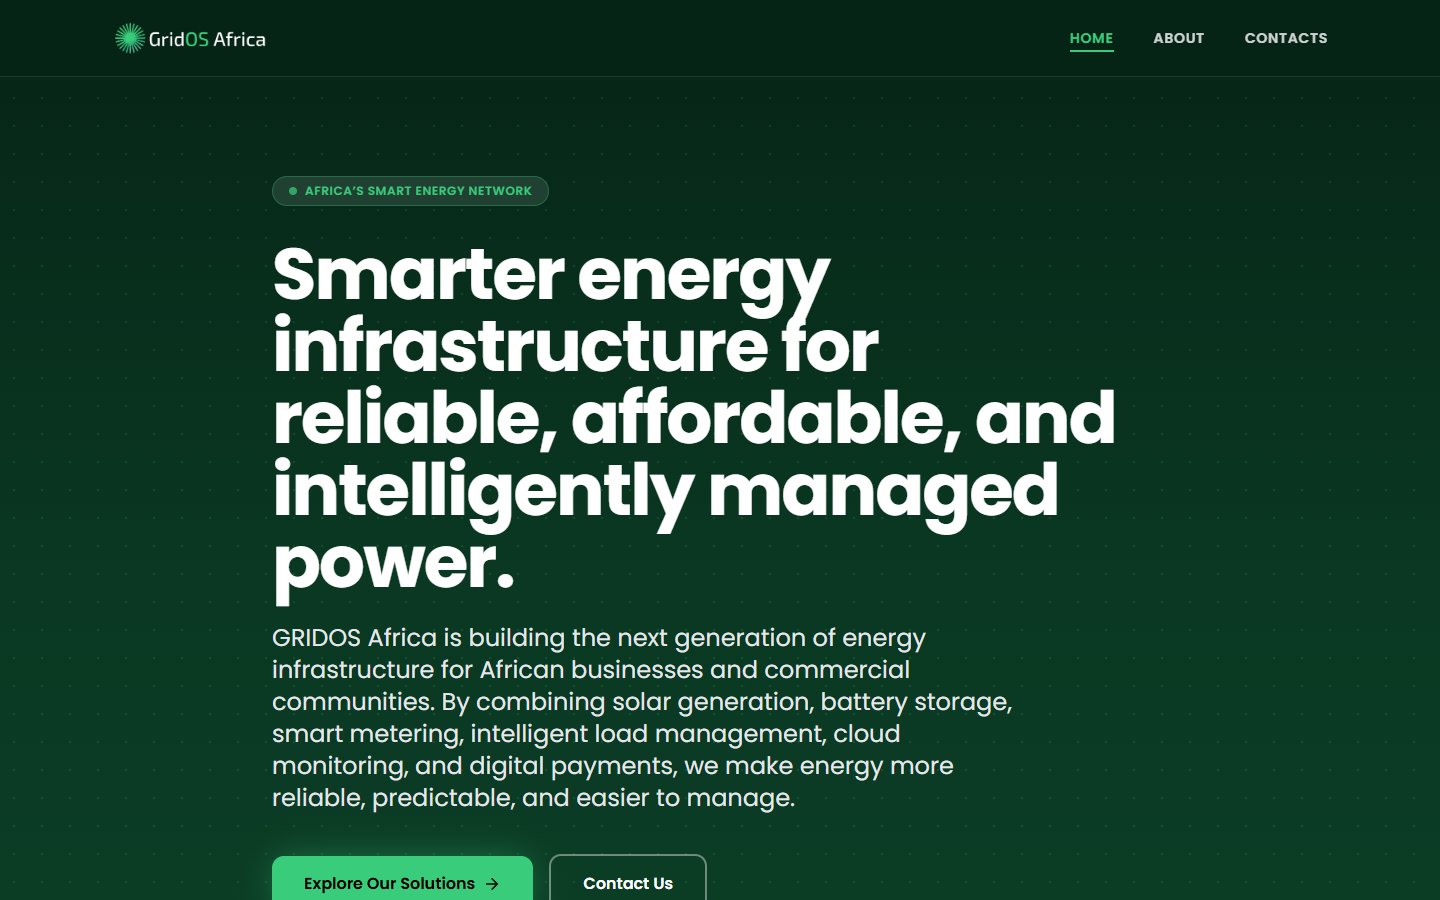 GridOS Africa
HOME ABOUT CONTACTS
AFRICA'S SMART ENERGY NETWORK
Smarter energy
infrastructure for
reliable, affordable, and
intelligently managed
power.
GRIDOS Africa is building the next generation of energy
infrastructure for African businesses and commercial
communities. By combining solar generation, battery storage,
smart metering, intelligent load management, cloud
monitoring, and digital payments, we make energy more
reliable, predictable, and easier to manage.
Explore Our Solutions →
Contact Us